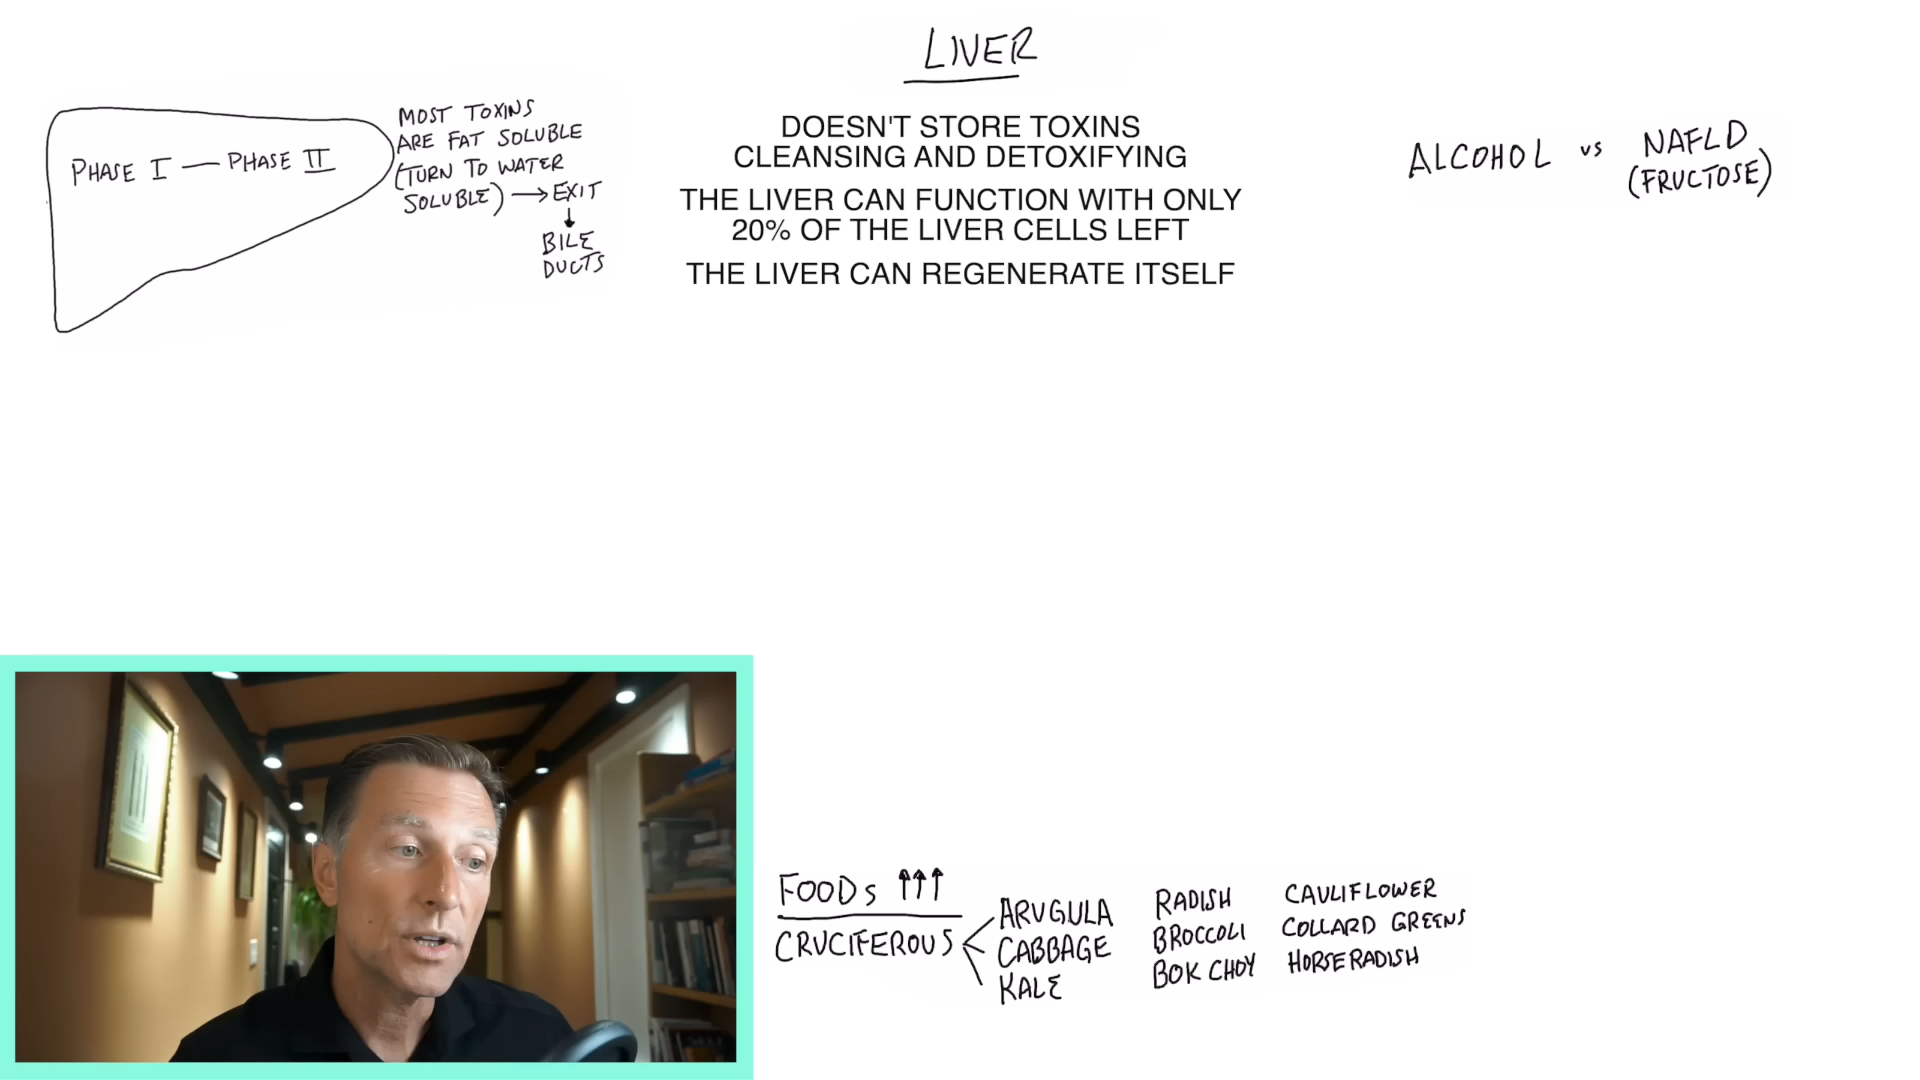 LIVER
PHASE I — PHASE II
MOST TOXINS
ARE FAT SOLUBLE
(TURN TO WATER
SOLUBLE) → EXIT
↓
BILE
DUCTS
DOESN'T STORE TOXINS
CLEANSING AND DETOXIFYING
THE LIVER CAN FUNCTION WITH ONLY
20% OF THE LIVER CELLS LEFT
THE LIVER CAN REGENERATE ITSELF
ALCOHOL vs NAFLD
(FRUCTOSE)
FOODS ↑↑↑
CRUCIFEROUS
ARUGULA
CABBAGE
KALE
RADISH
BROCCOLI
BOK CHOY
CAULIFLOWER
COLLARD GREENS
HORSERADISH